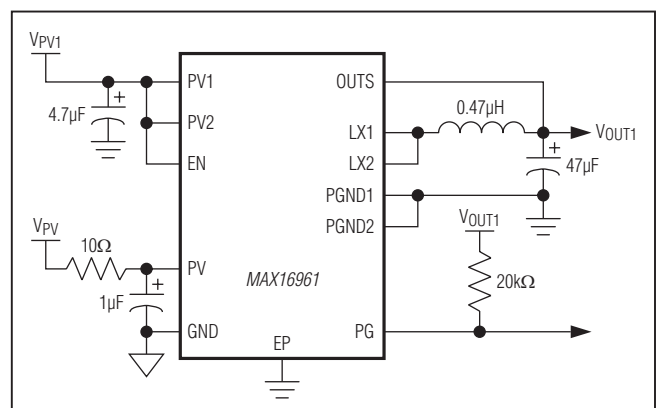 VPV1
4.7µF
PV1
PV2
EN
VPV
10Ω
PV
1µF
GND
MAX16961
EP
OUTS
LX1
LX2
0.47µH
VOUT1
47µF
PGND1
PGND2
VOUT1
20kΩ
PG